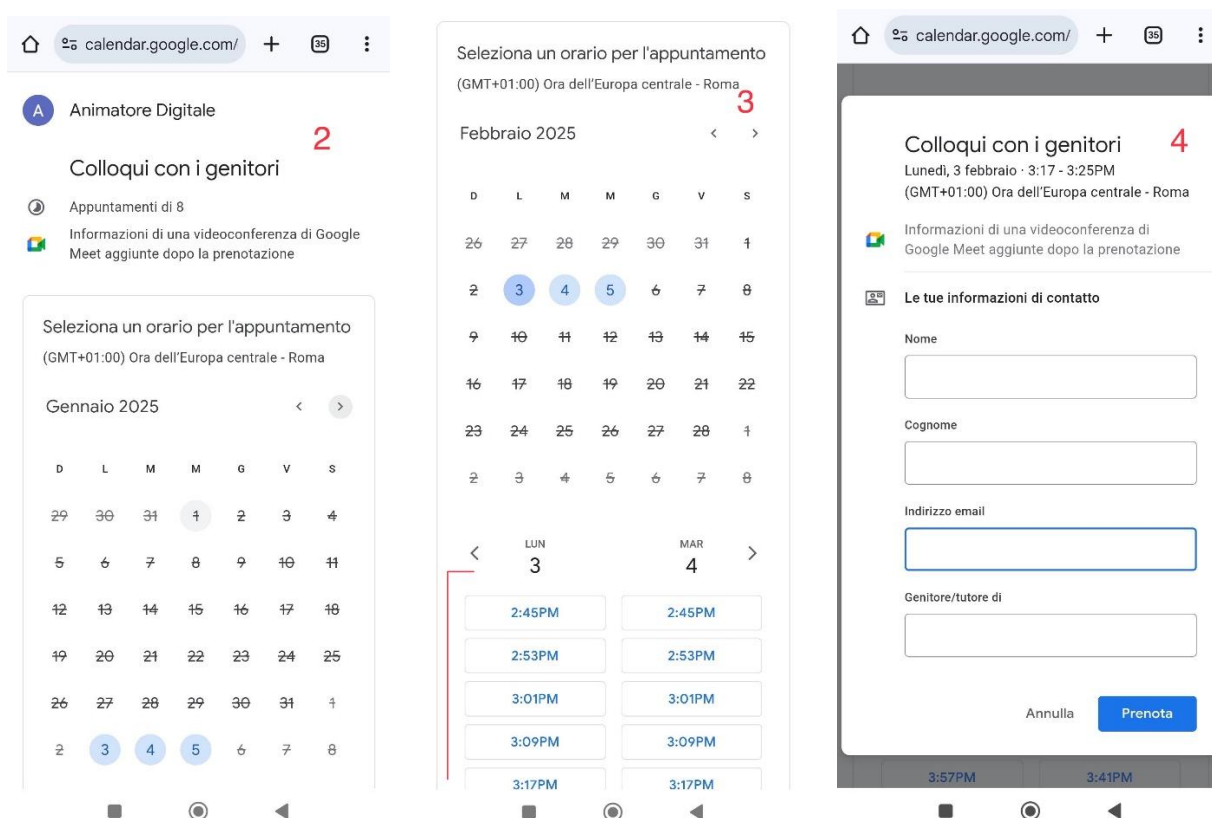 calendar.google.com/
35
A
Animatore Digitale
2
Colloqui con i genitori
Appuntamenti di 8
Informazioni di una videoconferenza di Google
Meet aggiunte dopo la prenotazione
Seleziona un orario per l'appuntamento
(GMT+01:00) Ora dell'Europa centrale - Roma
Gennaio 2025
D L M M G V S
29 30 31 1 2 3 4
5 6 7 8 9 10 11
12 13 14 15 16 17 18
19 20 21 22 23 24 25
26 27 28 29 30 31 1
2 3 4 5 6 7 8
Seleziona un orario per l'appuntamento
(GMT+01:00) Ora dell'Europa centrale - Roma
3
Febbraio 2025
D L M M G V S
26 27 28 29 30 31 1
2 3 4 5 6 7 8
9 10 11 12 13 14 15
16 17 18 19 20 21 22
23 24 25 26 27 28 1
2 3 4 5 6 7 8
LUN MAR
3 4
2:45PM 2:45PM
2:53PM 2:53PM
3:01PM 3:01PM
3:09PM 3:09PM
3:17PM 3:17PM
calendar.google.com/
35
Colloqui con i genitori
4
Lunedì, 3 febbraio · 3:17 - 3:25PM
(GMT+01:00) Ora dell'Europa centrale - Roma
Informazioni di una videoconferenza di
Google Meet aggiunte dopo la prenotazione
Le tue informazioni di contatto
Nome
Cognome
Indirizzo email
Genitore/tutore di
Annulla Prenota
3:57PM 3:41PM